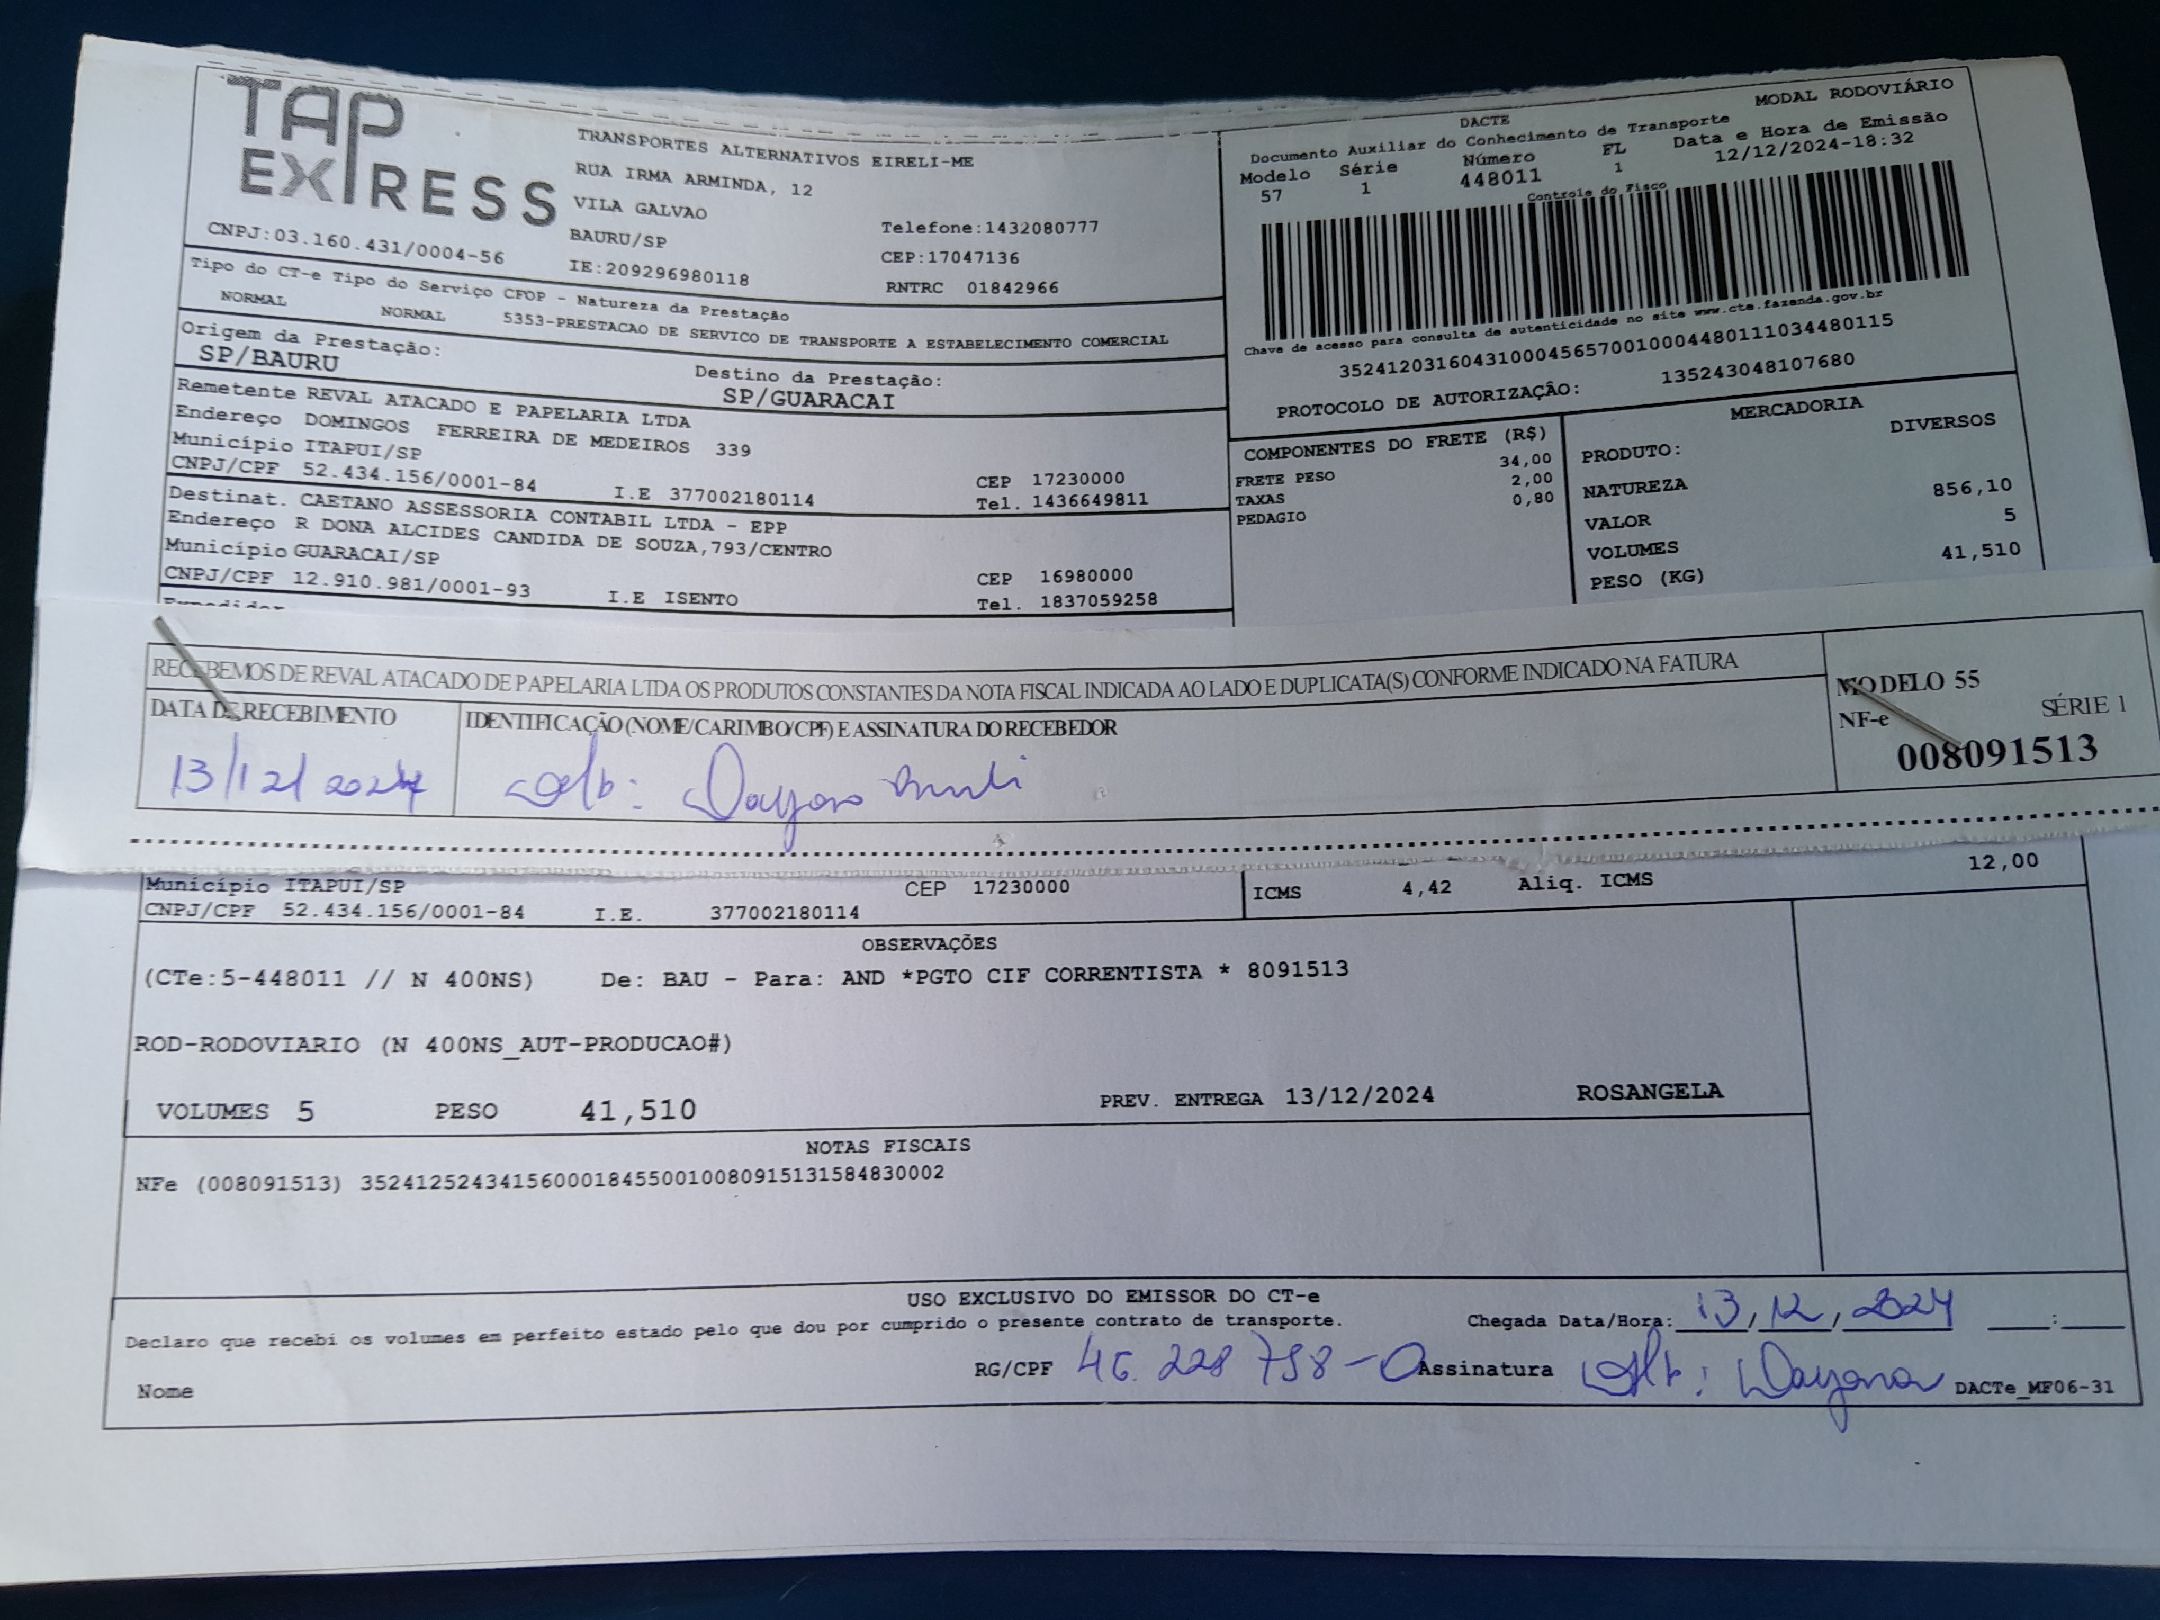 TAP
EXPRESS
TRANSPORTES ALTERNATIVOS EIRELI-ME
RUA IRMA ARMINDA, 12
VILA GALVAO
BAURU/SP
Telefone:1432080777
CEP:17047136
CNPJ:03.160.431/0004-56
IE:209296980118
RNTRC 01842966
Tipo do CT-e Tipo do Serviço CFOP - Natureza da Prestação
NORMAL NORMAL 5353-PRESTACAO DE SERVICO DE TRANSPORTE A ESTABELECIMENTO COMERCIAL
Origem da Prestação: Destino da Prestação:
SP/BAURU SP/GUARACAI
Remetente REVAL ATACADO E PAPELARIA LTDA
Endereço DOMINGOS FERREIRA DE MEDEIROS 339
Município ITAPUI/SP CEP 17230000
CNPJ/CPF 52.434.156/0001-84 I.E 377002180114 Tel. 1436649811
Destinat. CAETANO ASSESSORIA CONTABIL LTDA - EPP
Endereço R DONA ALCIDES CANDIDA DE SOUZA,793/CENTRO
Município GUARACAI/SP CEP 16980000
CNPJ/CPF 12.910.981/0001-93 I.E ISENTO Tel. 1837059258
DACTE MODAL RODOVIÁRIO
Documento Auxiliar do Conhecimento de Transporte
Modelo Série Número FL Data e Hora de Emissão
57 1 448011 1 12/12/2024-18:32
Controle do Fisco
Chave de acesso para consulta de autenticidade no site www.cte.fazenda.gov.br
35241203160431000456570010004480111034480115
PROTOCOLO DE AUTORIZAÇÃO: 135243048107680
COMPONENTES DO FRETE (R$)
FRETE PESO 34,00
TAXAS 2,00
PEDAGIO 0,80
MERCADORIA
PRODUTO: DIVERSOS
NATUREZA
VALOR 856,10
VOLUMES 5
PESO (KG) 41,510
RECEBEMOS DE REVAL ATACADO DE PAPELARIA LTDA OS PRODUTOS CONSTANTES DA NOTA FISCAL INDICADA AO LADO E DUPLICATA(S) CONFORME INDICADO NA FATURA
DATA DE RECEBIMENTO IDENTIFICAÇÃO (NOME/CARIMBO/CPF) E ASSINATURA DO RECEBEDOR
13/12/2024 Dayana
MODELO 55
NF-e SÉRIE 1
008091513
Município ITAPUI/SP CEP 17230000
CNPJ/CPF 52.434.156/0001-84 I.E. 377002180114
ICMS 4,42 Aliq. ICMS 12,00
OBSERVAÇÕES
(CTe:5-448011 // N 400NS) De: BAU - Para: AND *PGTO CIF CORRENTISTA * 8091513
ROD-RODOVIARIO (N 400NS_AUT-PRODUCAO#)
VOLUMES 5 PESO 41,510 PREV. ENTREGA 13/12/2024 ROSANGELA
NOTAS FISCAIS
NFe (008091513) 35241252434156000184550010080915131584830002
USO EXCLUSIVO DO EMISSOR DO CT-e
Declaro que recebi os volumes em perfeito estado pelo que dou por cumprido o presente contrato de transporte. Chegada Data/Hora: 13/12/2024 :
Nome RG/CPF 46.228 758-0 Assinatura Dayana DACTe_MF06-31